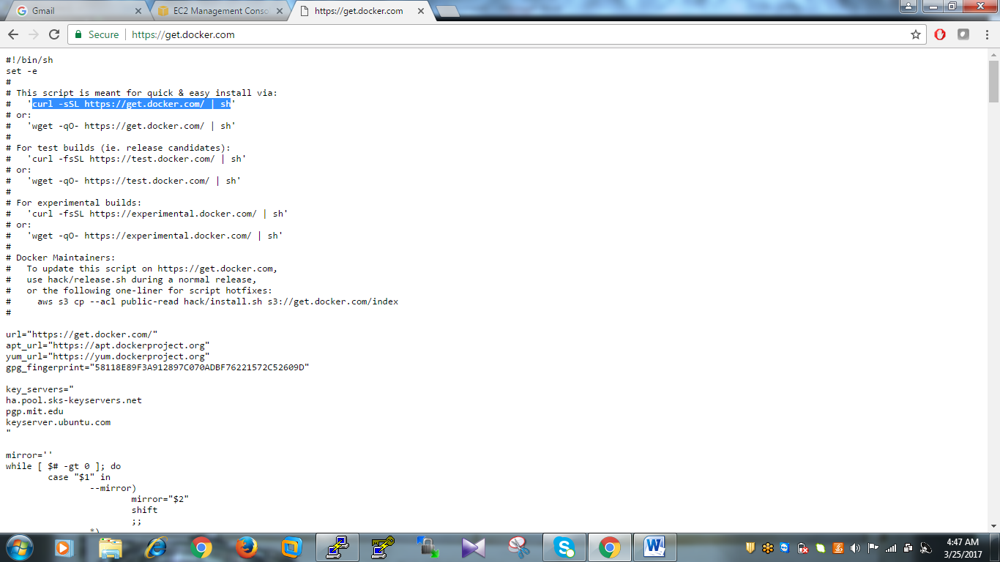 Gmail
EC2 Management Conso
https://get.docker.com
Secure
https://get.docker.com
#!/bin/sh
set -e
#
# This script is meant for quick & easy install via:
#   'curl -sSL https://get.docker.com/ | sh'
# or:
#   'wget -qO- https://get.docker.com/ | sh'
#
# For test builds (ie. release candidates):
#   'curl -fsSL https://test.docker.com/ | sh'
# or:
#   'wget -qO- https://test.docker.com/ | sh'
#
# For experimental builds:
#   'curl -fsSL https://experimental.docker.com/ | sh'
# or:
#   'wget -qO- https://experimental.docker.com/ | sh'
#
# Docker Maintainers:
#   To update this script on https://get.docker.com,
#   use hack/release.sh during a normal release,
#   or the following one-liner for script hotfixes:
#     aws s3 cp --acl public-read hack/install.sh s3://get.docker.com/index
#
url="https://get.docker.com/"
apt_url="https://apt.dockerproject.org"
yum_url="https://yum.dockerproject.org"
gpg_fingerprint="58118E89F3A912897C070ADBF76221572C52609D"
key_servers="
ha.pool.sks-keyservers.net
pgp.mit.edu
keyserver.ubuntu.com
"
mirror=''
while [ $# -gt 0 ]; do
case "$1" in
--mirror)
mirror="$2"
shift
;;
*)
4:47 AM
3/25/2017